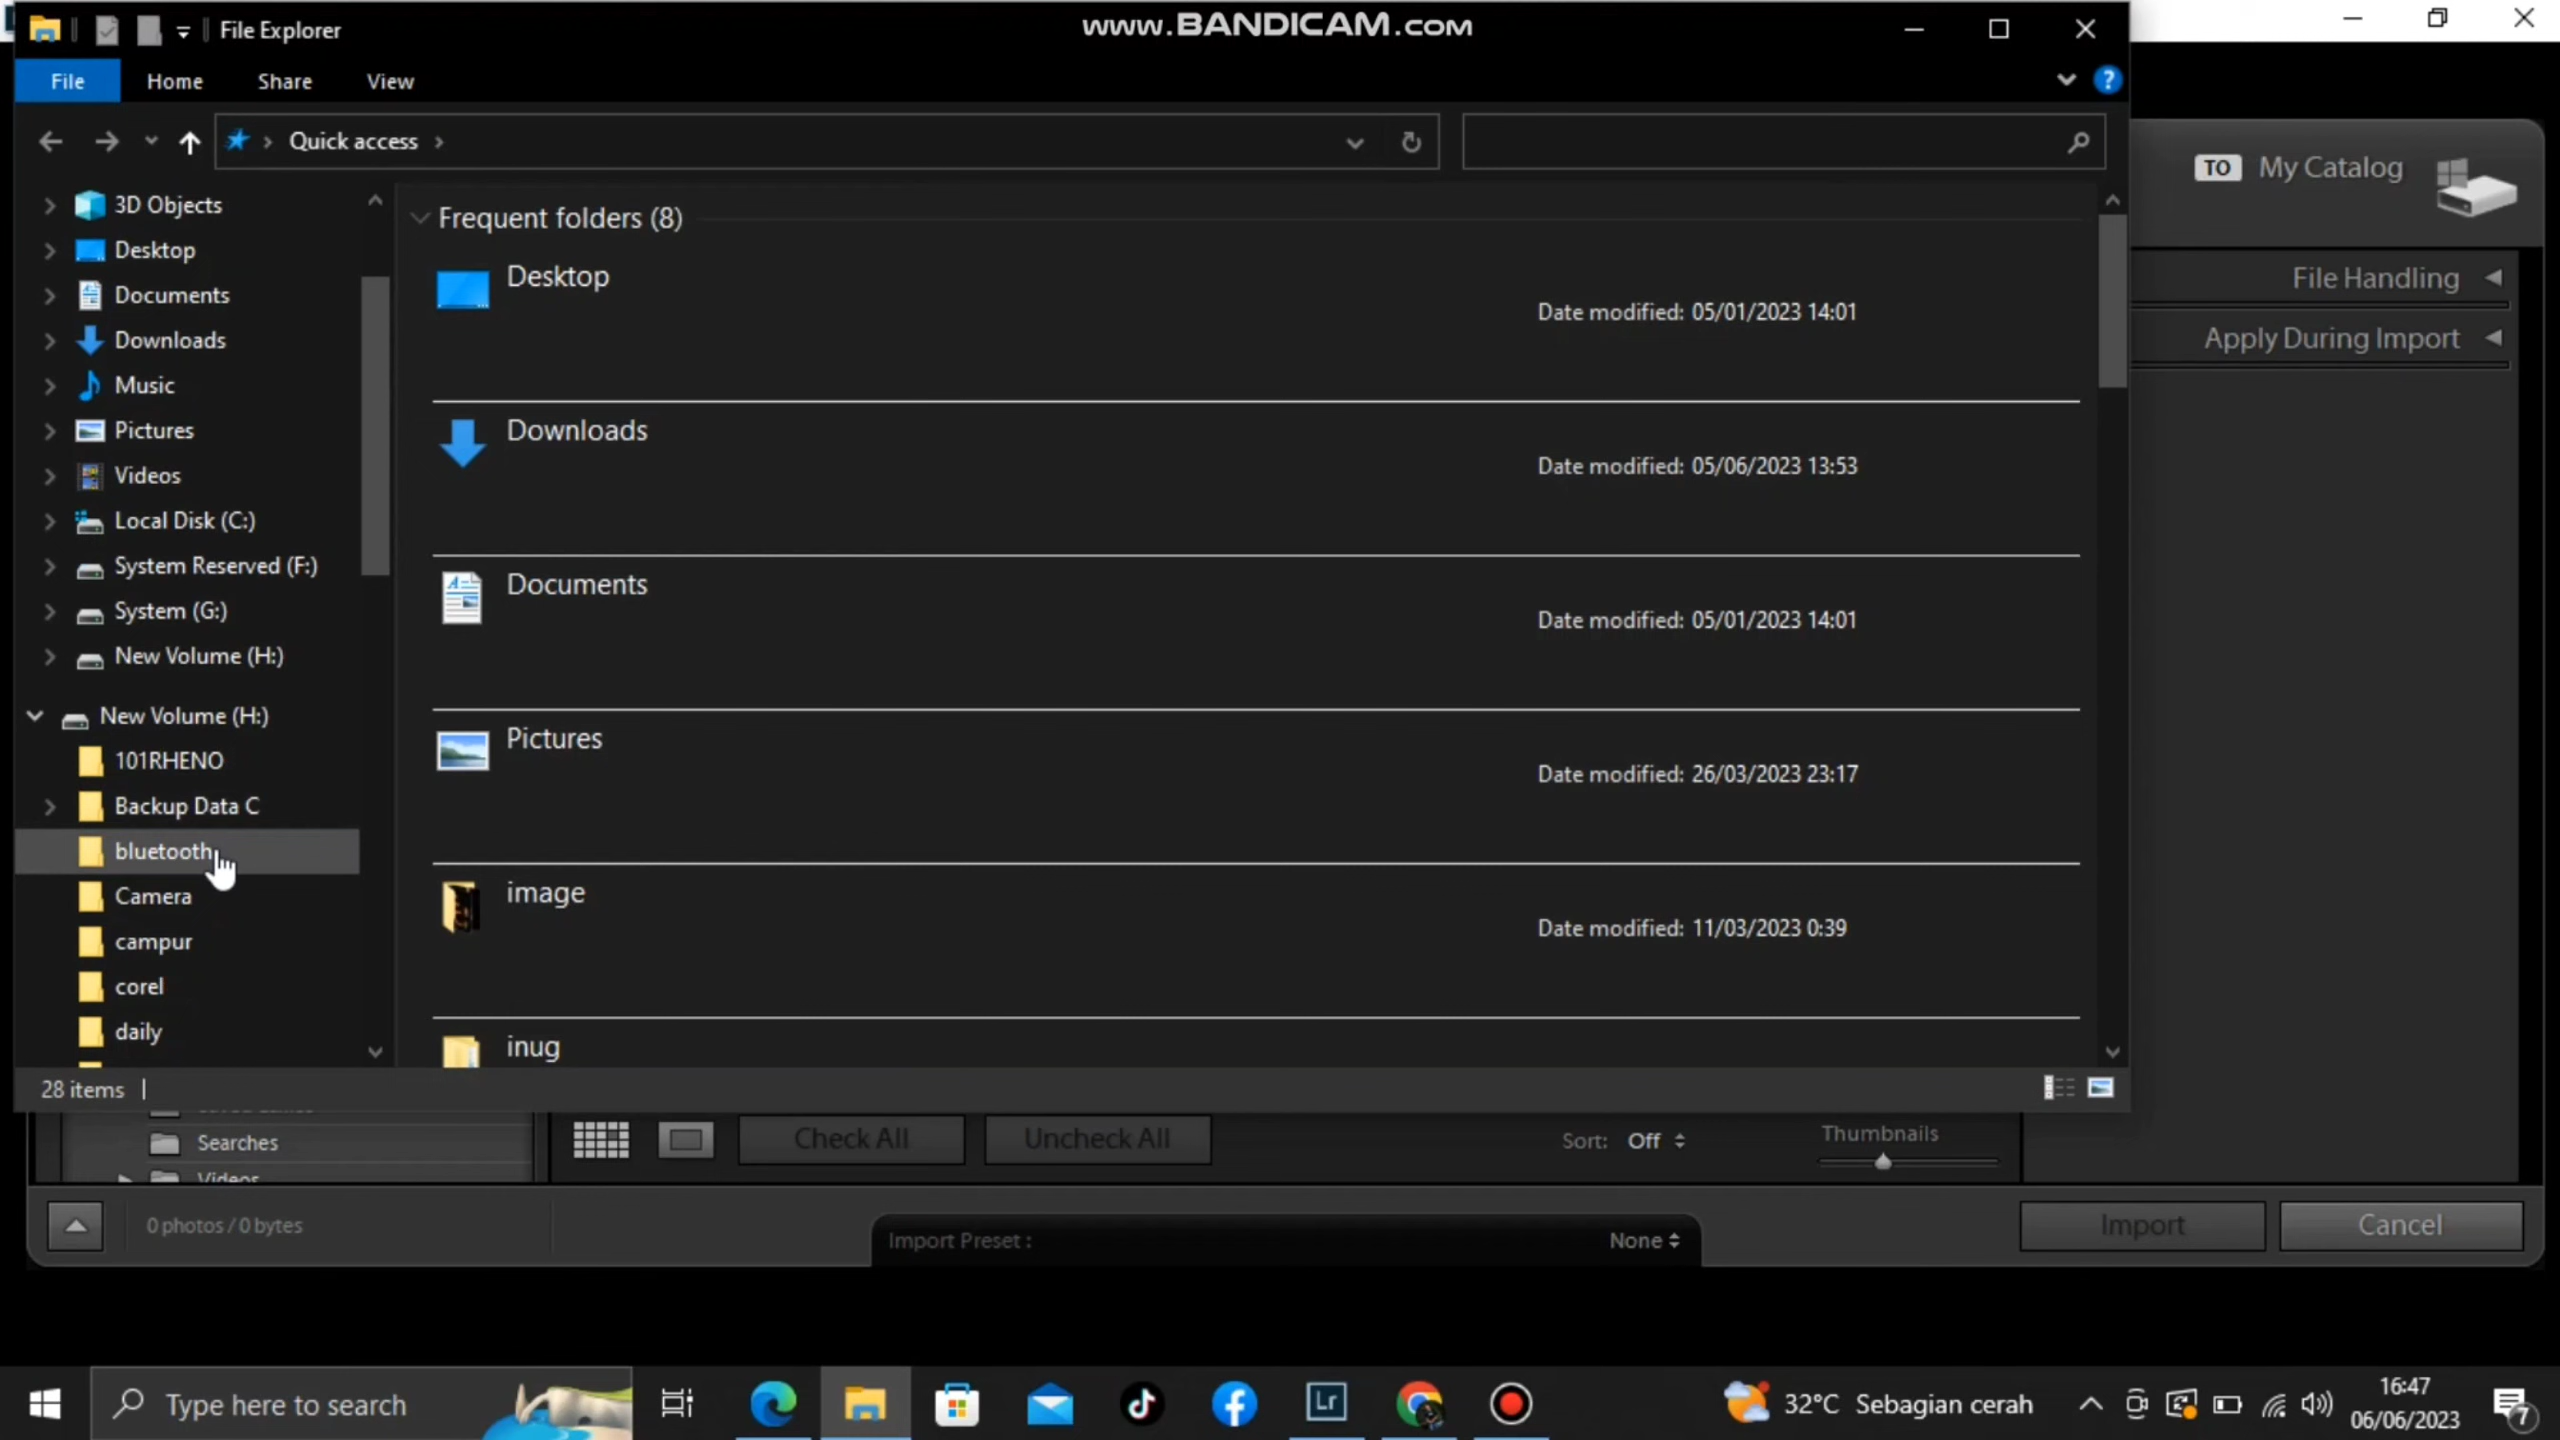 File Explorer
www.BANDICAM.com
File Home Share View
Quick access
TO My Catalog
File Handling
Apply During Import
3D Objects
Desktop
Documents
Downloads
Music
Pictures
Videos
Local Disk (C:)
System Reserved (F:)
System (G:)
New Volume (H:)
New Volume (H:)
101RHENO
Backup Data C
bluetooth
Camera
campur
corel
daily
Frequent folders (8)
Desktop
Date modified: 05/01/2023 14:01
Downloads
Date modified: 05/06/2023 13:53
Documents
Date modified: 05/01/2023 14:01
Pictures
Date modified: 26/03/2023 23:17
image
Date modified: 11/03/2023 0:39
inug
28 items
Searches
Videos
Check All Uncheck All Sort: Off Thumbnails
0 photos / 0 bytes
Import Preset : None
Import Cancel
Type here to search
Lr
32°C Sebagian cerah
16:47
06/06/2023
7